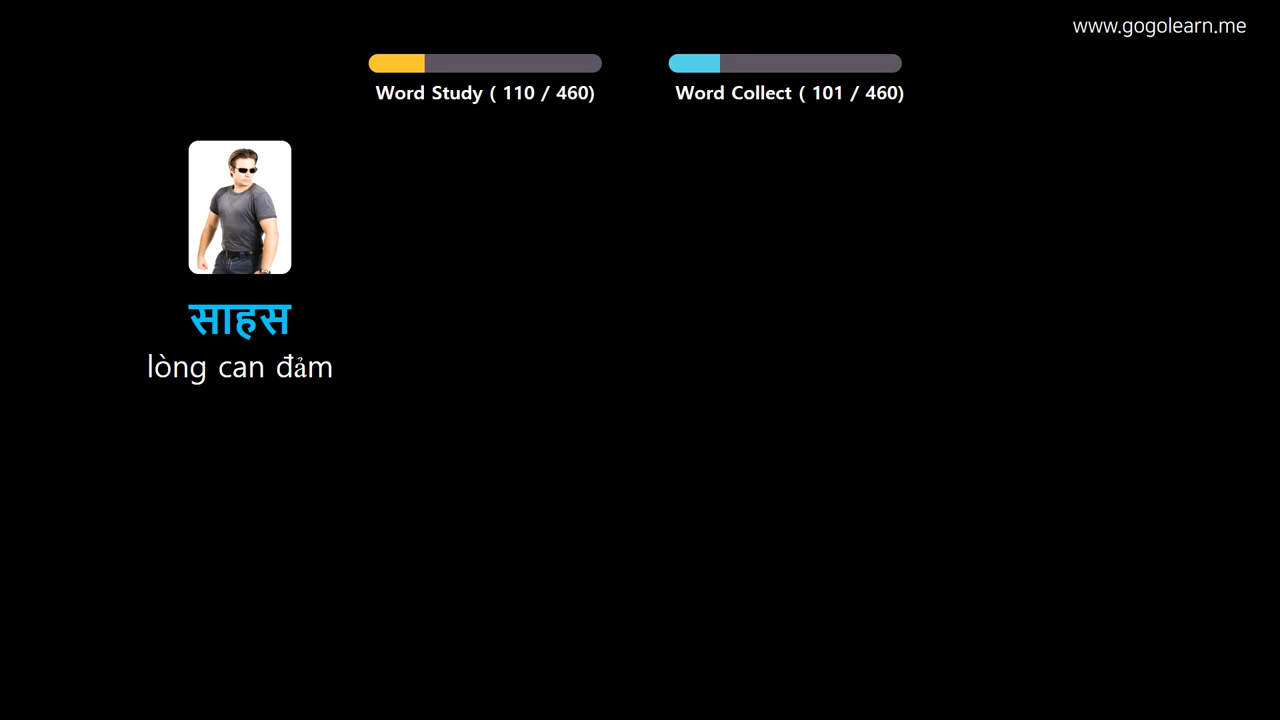 www.gogolearn.me
Word Study ( 110 / 460)
Word Collect ( 101 / 460)
साहस
lòng can đảm